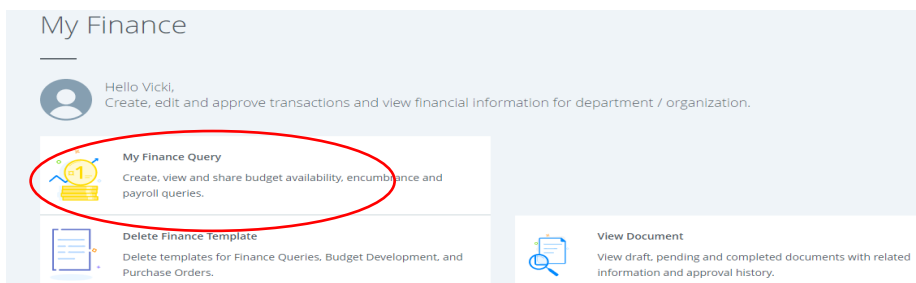 My Finance
Hello Vicki,
Create, edit and approve transactions and view financial information for department / organization.
1
My Finance Query
Create, view and share budget availability, encumbrance and
payroll queries.
Delete Finance Template
Delete templates for Finance Queries, Budget Development, and
Purchase Orders.
View Document
View draft, pending and completed documents with related
information and approval history.